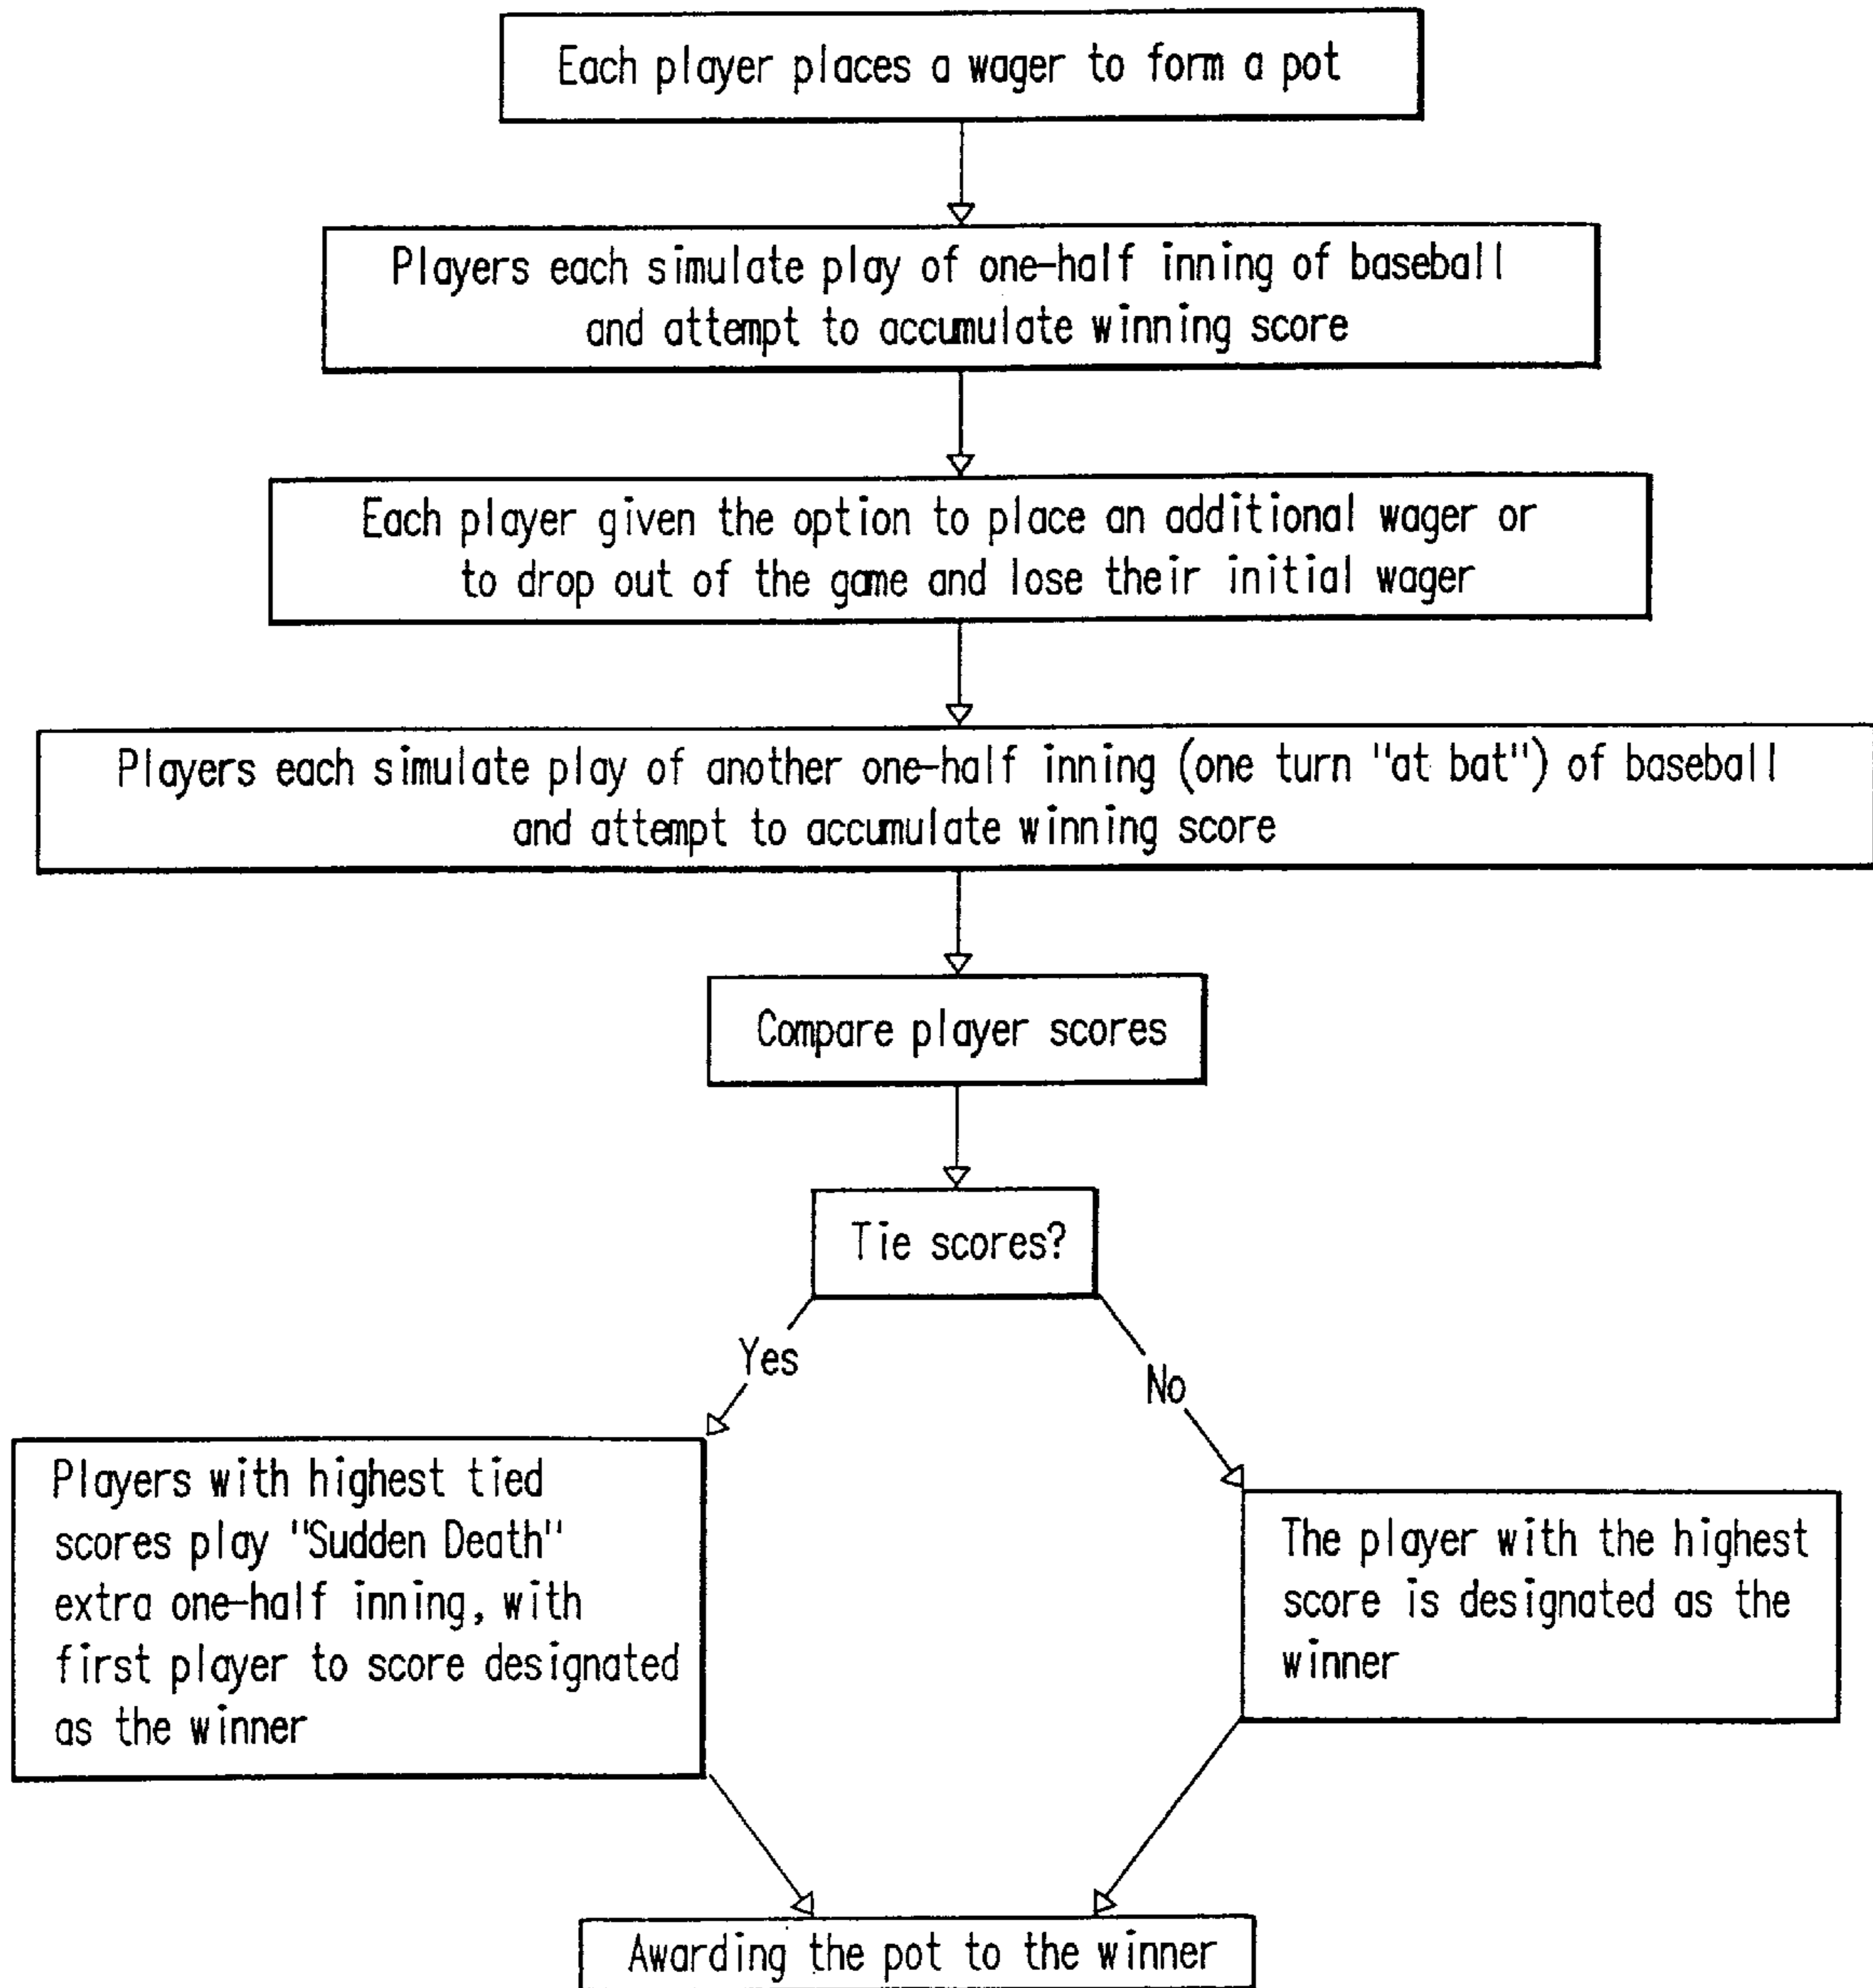 Each player places a wager to form a pot
Players each simulate play of one-half inning of baseball
and attempt to accumulate winning score
Each player given the option to place an additional wager or
to drop out of the game and lose their initial wager
Players each simulate play of another one-half inning (one turn "at bat") of baseball
and attempt to accumulate winning score
Compare player scores
Tie scores?
Yes
No
Players with highest tied
scores play "Sudden Death"
extra one-half inning, with
first player to score designated
as the winner
The player with the highest
score is designated as the
winner
Awarding the pot to the winner